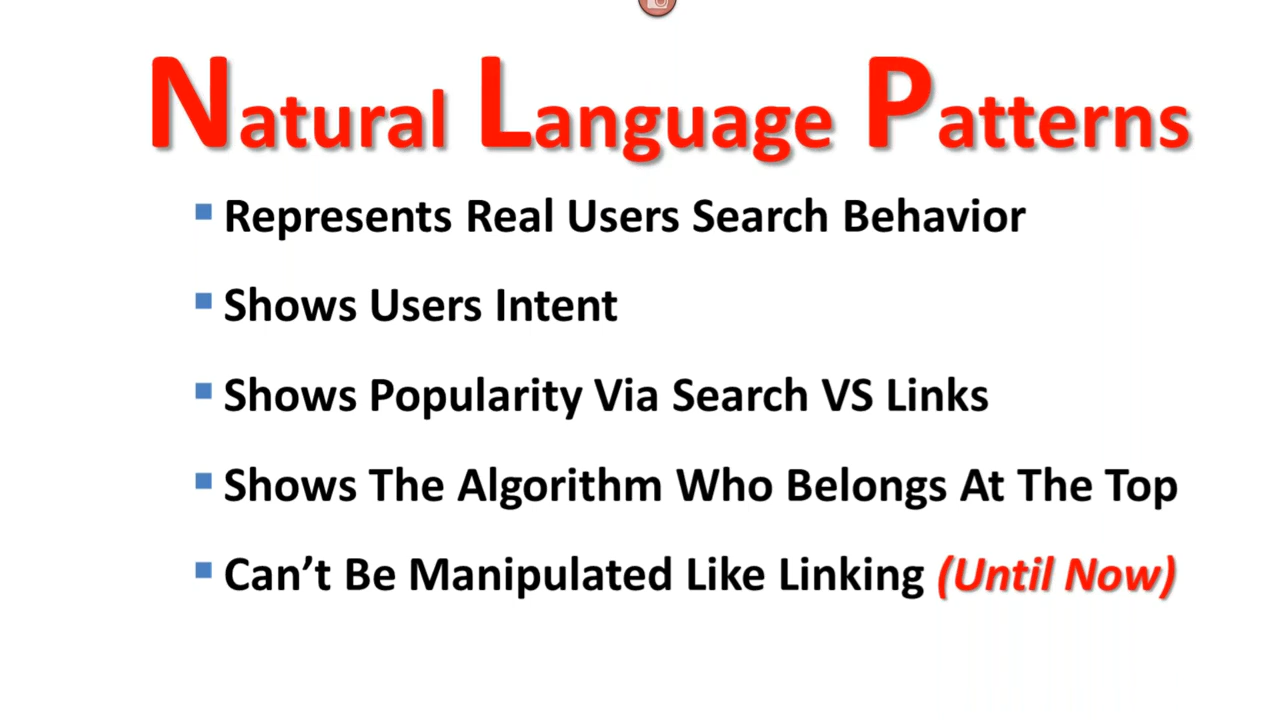 Natural Language Patterns
Represents Real Users Search Behavior
Shows Users Intent
Shows Popularity Via Search VS Links
Shows The Algorithm Who Belongs At The Top
Can’t Be Manipulated Like Linking (Until Now)